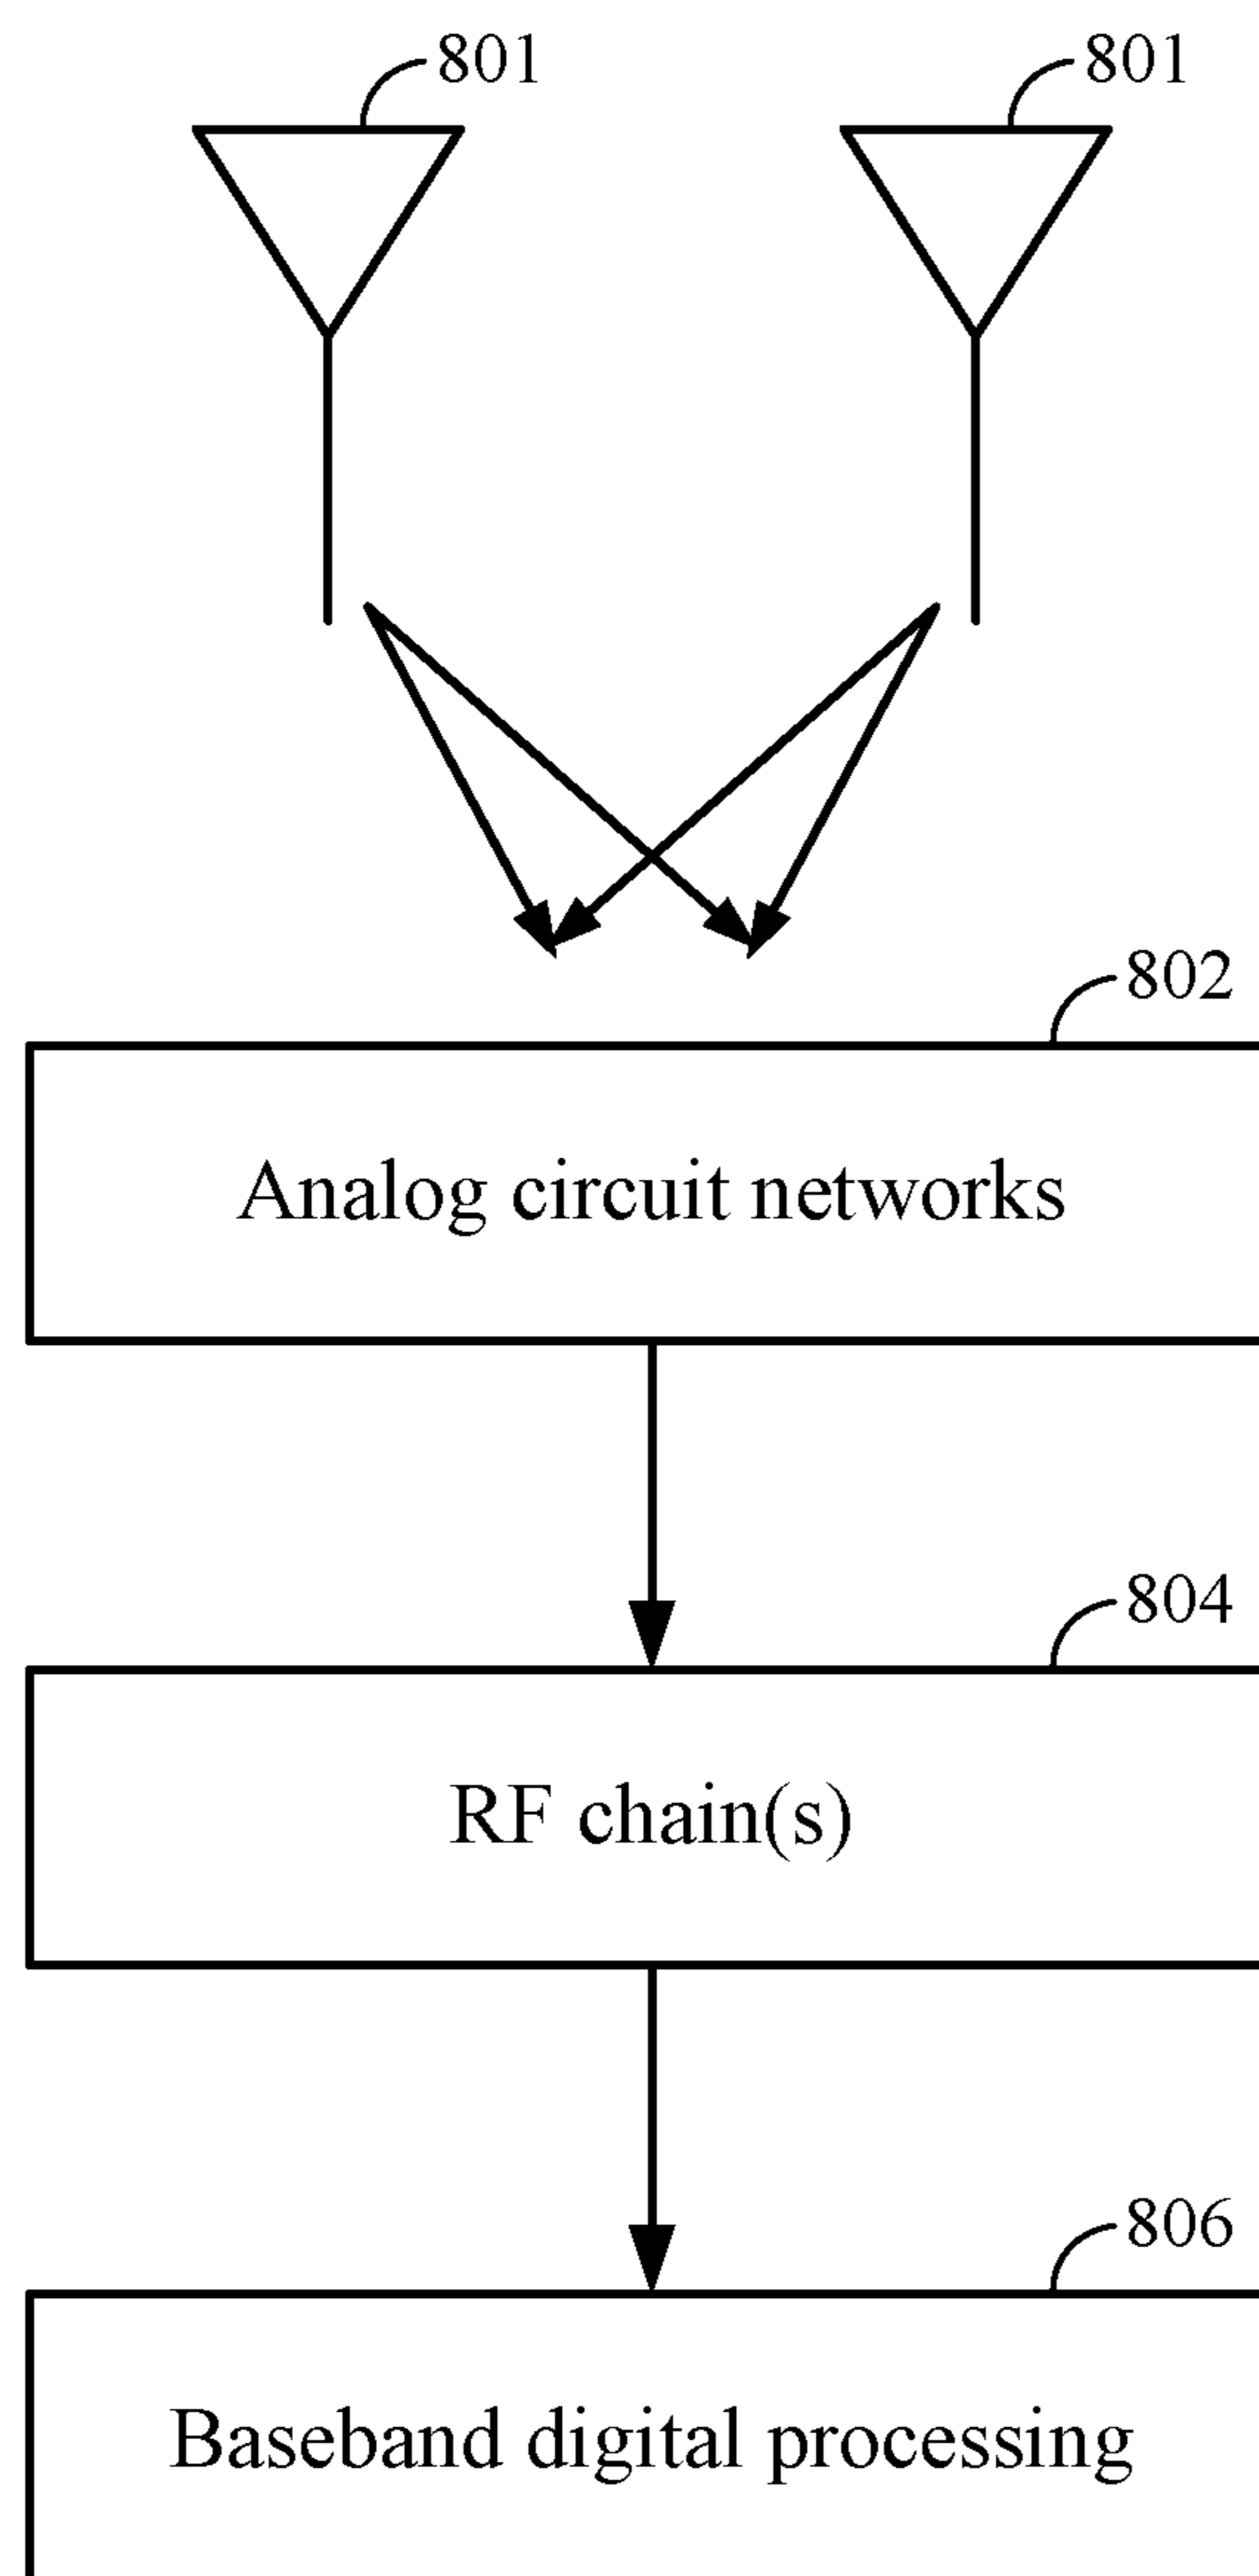 801 801
802
Analog circuit networks
804
RF chain(s)
806
Baseband digital processing